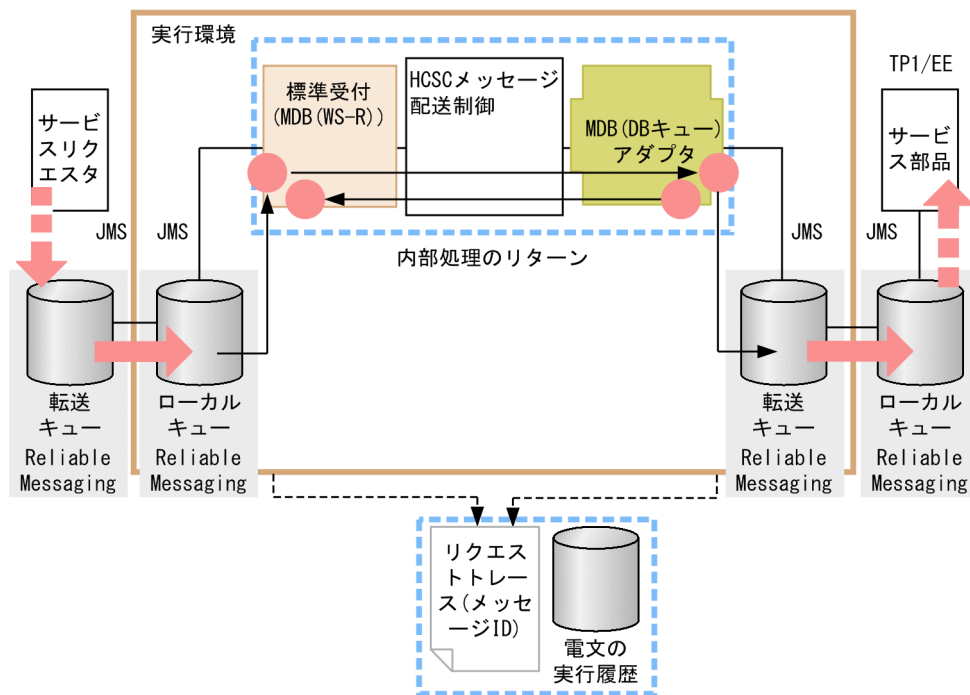 実行環境
TP1/EE
サービ
スリク
エスタ
標準受付
(MDB(WS-R))
HCSCメッセージ
配送制御
MDB(DBキュー)
アダプタ
サービ
ス部品
JMS
JMS
内部処理のリターン
JMS
JMS
転送
キュー
Reliable
Messaging
ローカル
キュー
Reliable
Messaging
転送
キュー
Reliable
Messaging
ローカル
キュー
Reliable
Messaging
リクエス
トトレー
ス(メッセ
ージID)
電文の
実行履歴